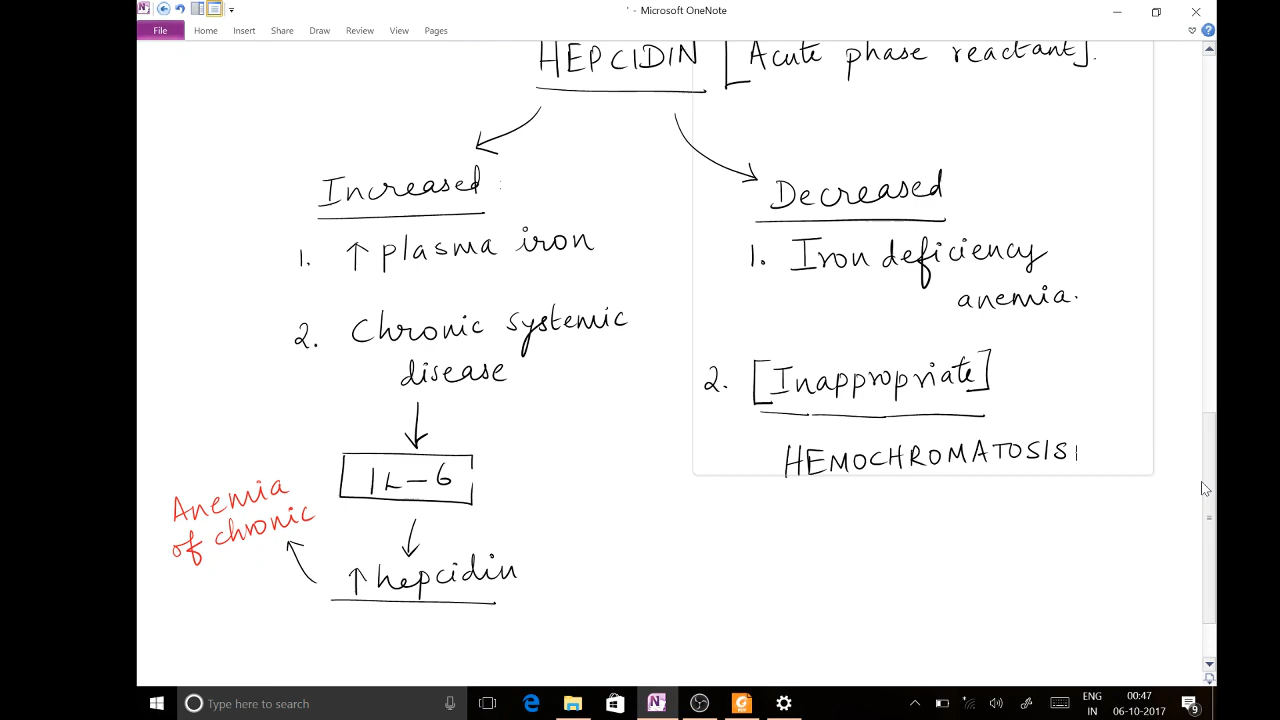 ' - Microsoft OneNote
File Home Insert Share Draw Review View Pages
HEPCIDIN [Acute phase reactant].
Increased:
1. ↑ plasma iron
2. Chronic systemic
disease
↓
IL-6
↓
↑ hepcidin
Anemia
of chronic
Decreased
1. Iron deficiency
anemia.
2. [Inappropriate]
HEMOCHROMATOSIS
Type here to search
ENG 00:47
IN 06-10-2017
9